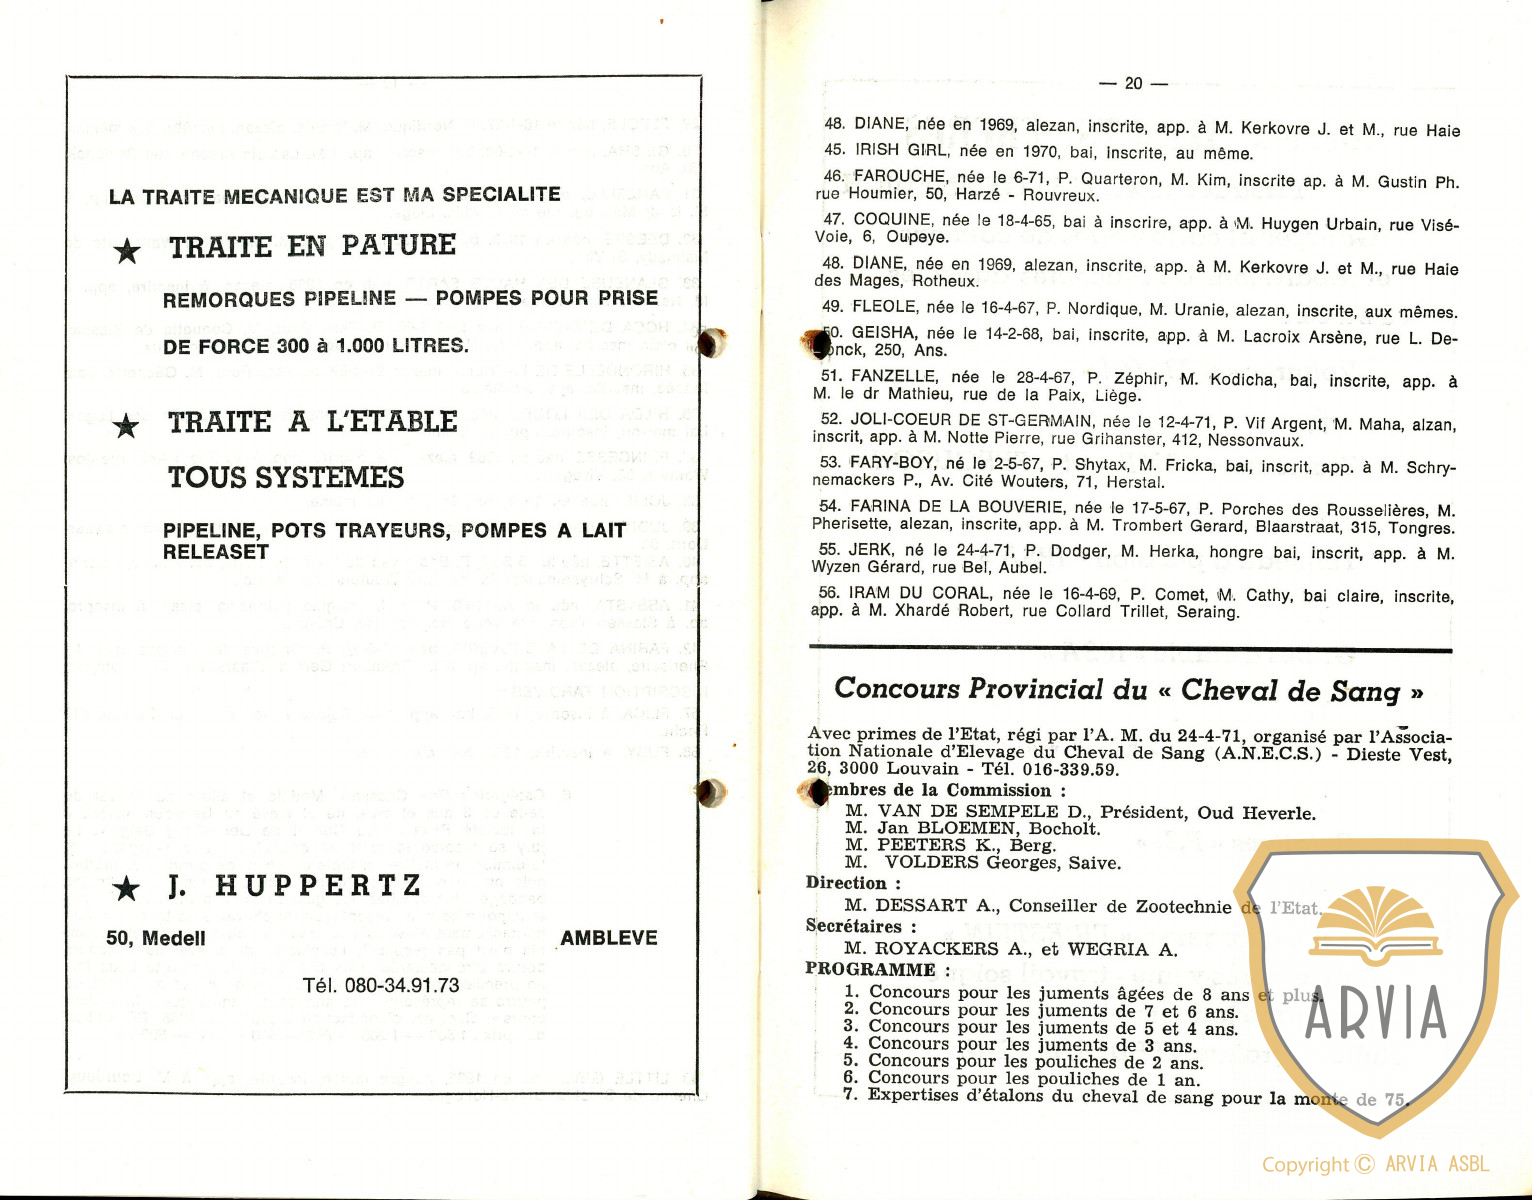 LA TRAITE MECANIQUE EST MA SPECIALITE
★ TRAITE EN PATURE
REMORQUES PIPELINE — POMPES POUR PRISE
DE FORCE 300 à 1.000 LITRES.
★ TRAITE A L'ETABLE
TOUS SYSTEMES
PIPELINE, POTS TRAYEURS, POMPES A LAIT
RELEASET
★ J. HUPPERTZ
50, Medell AMBLEVE
Tél. 080-34.91.73
— 20 —
48. DIANE, née en 1969, alezan, inscrite, app. à M. Kerkovre J. et M., rue Haie
45. IRISH GIRL, née en 1970, bai, inscrite, au même.
46. FAROUCHE, née le 6-71, P. Quarteron, M. Kim, inscrite ap. à M. Gustin Ph.
rue Houmier, 50, Harzé - Rouvreux.
47. COQUINE, née le 18-4-65, bai à inscrire, app. à M. Huygen Urbain, rue Visé-
Voie, 6, Oupeye.
48. DIANE, née en 1969, alezan, inscrite, app. à M. Kerkovre J. et M., rue Haie
des Mages, Rotheux.
49. FLEOLE, née le 16-4-67, P. Nordique, M. Uranie, alezan, inscrite, aux mêmes.
50. GEISHA, née le 14-2-68, bai, inscrite, app. à M. Lacroix Arsène, rue L. De-
onck, 250, Ans.
51. FANZELLE, née le 28-4-67, P. Zéphir, M. Kodicha, bai, inscrite, app. à
M. le dr Mathieu, rue de la Paix, Liège.
52. JOLI-COEUR DE ST-GERMAIN, née le 12-4-71, P. Vif Argent, M. Maha, alzan,
inscrit, app. à M. Notte Pierre, rue Grihanster, 412, Nessonvaux.
53. FARY-BOY, né le 2-5-67, P. Shytax, M. Fricka, bai, inscrit, app. à M. Schry-
nemackers P., Av. Cité Wouters, 71, Herstal.
54. FARINA DE LA BOUVERIE, née le 17-5-67, P. Porches des Rousselières, M.
Pherisette, alezan, inscrite, app. à M. Trombert Gerard, Blaarstraat, 315, Tongres.
55. JERK, né le 24-4-71, P. Dodger, M. Herka, hongre bai, inscrit, app. à M.
Wyzen Gérard, rue Bel, Aubel.
56. IRAM DU CORAL, née le 16-4-69, P. Comet, M. Cathy, bai claire, inscrite,
app. à M. Xhardé Robert, rue Collard Trillet, Seraing.
Concours Provincial du « Cheval de Sang »
Avec primes de l'Etat, régi par l'A. M. du 24-4-71, organisé par l'Associa-
tion Nationale d'Elevage du Cheval de Sang (A.N.E.C.S.) - Dieste Vest,
26, 3000 Louvain - Tél. 016-339.59.
embres de la Commission :
M. VAN DE SEMPELE D., Président, Oud Heverle.
M. Jan BLOEMEN, Bocholt.
M. PEETERS K., Berg.
M. VOLDERS Georges, Saive.
Direction :
M. DESSART A., Conseiller de Zootechnie de l'Etat.
Secrétaires :
M. ROYACKERS A., et WEGRIA A.
PROGRAMME :
1. Concours pour les juments âgées de 8 ans et plus.
2. Concours pour les juments de 7 et 6 ans.
3. Concours pour les juments de 5 et 4 ans.
4. Concours pour les juments de 3 ans.
5. Concours pour les pouliches de 2 ans.
6. Concours pour les pouliches de 1 an.
7. Expertises d'étalons du cheval de sang pour la monte de 75.
ARVIA
Copyright © ARVIA ASBL